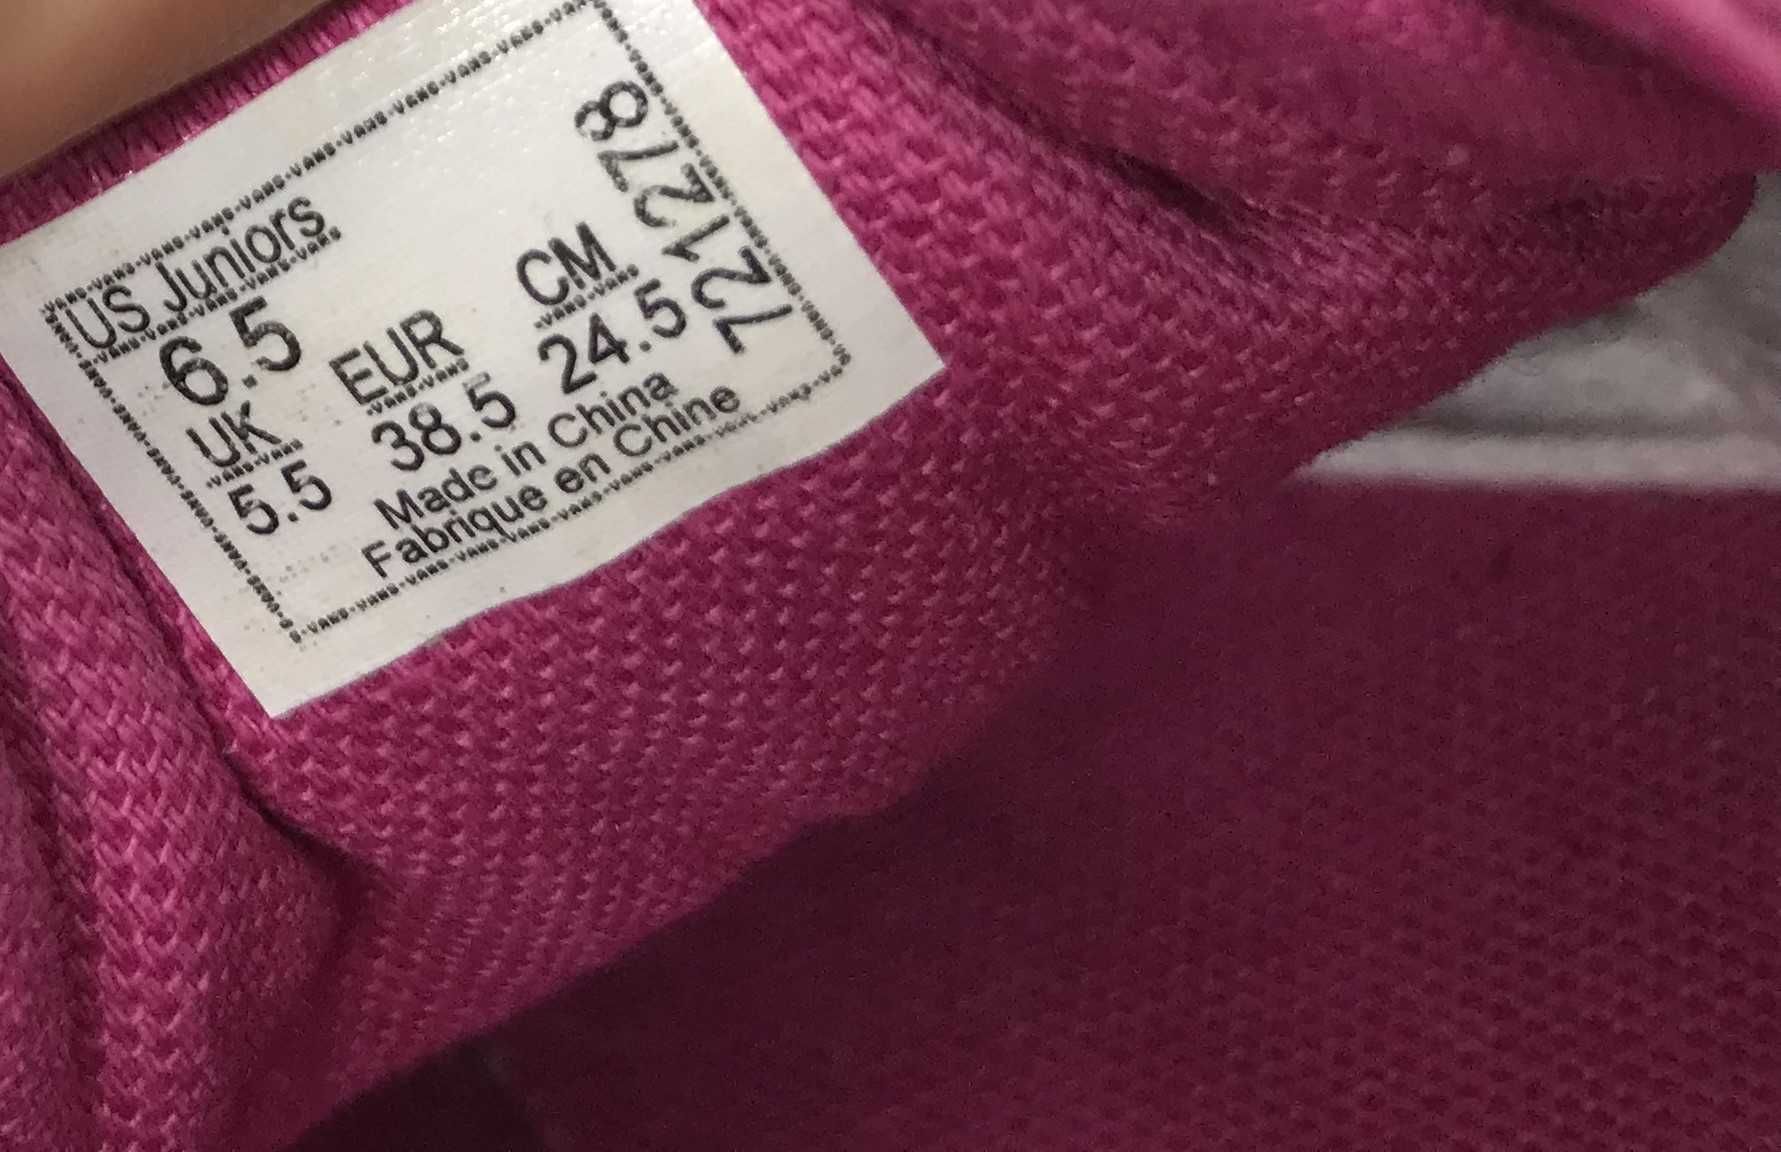 US Juniors
6.5
UK
5.5
EUR
38.5
CM
24.5
Made in China
Fabrique en Chine
721278